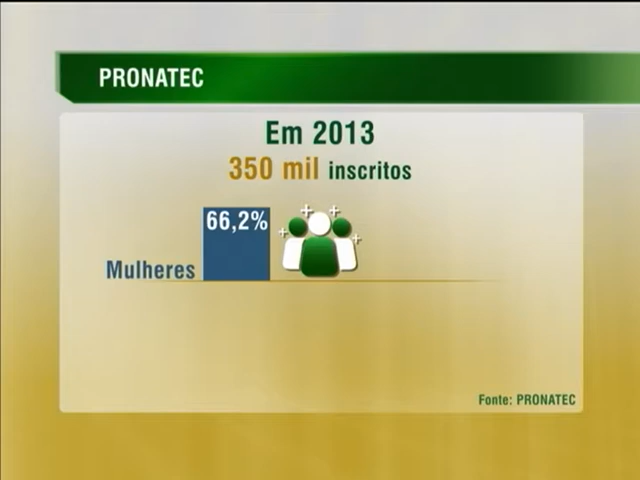 PRONATEC
Em 2013
350 mil inscritos
66,2%
Mulheres
Fonte: PRONATEC